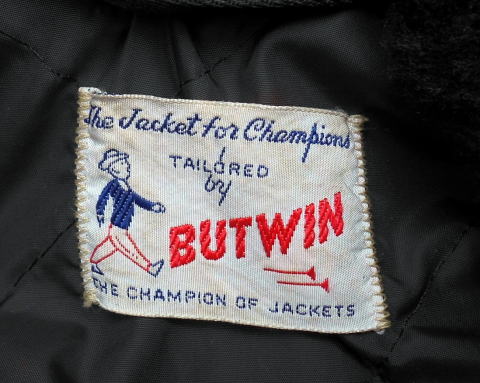 The Jacket for Champions
TAILORED
by
BUTWIN
THE CHAMPION OF JACKETS